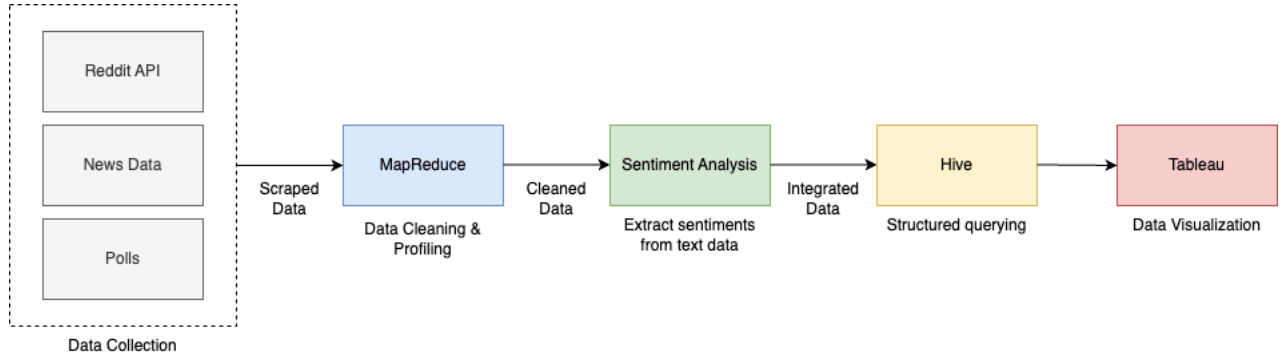 Reddit API
News Data
Polls
Data Collection
Scraped
Data
MapReduce
Data Cleaning &
Profiling
Cleaned
Data
Sentiment Analysis
Extract sentiments
from text data
Integrated
Data
Hive
Structured querying
Tableau
Data Visualization